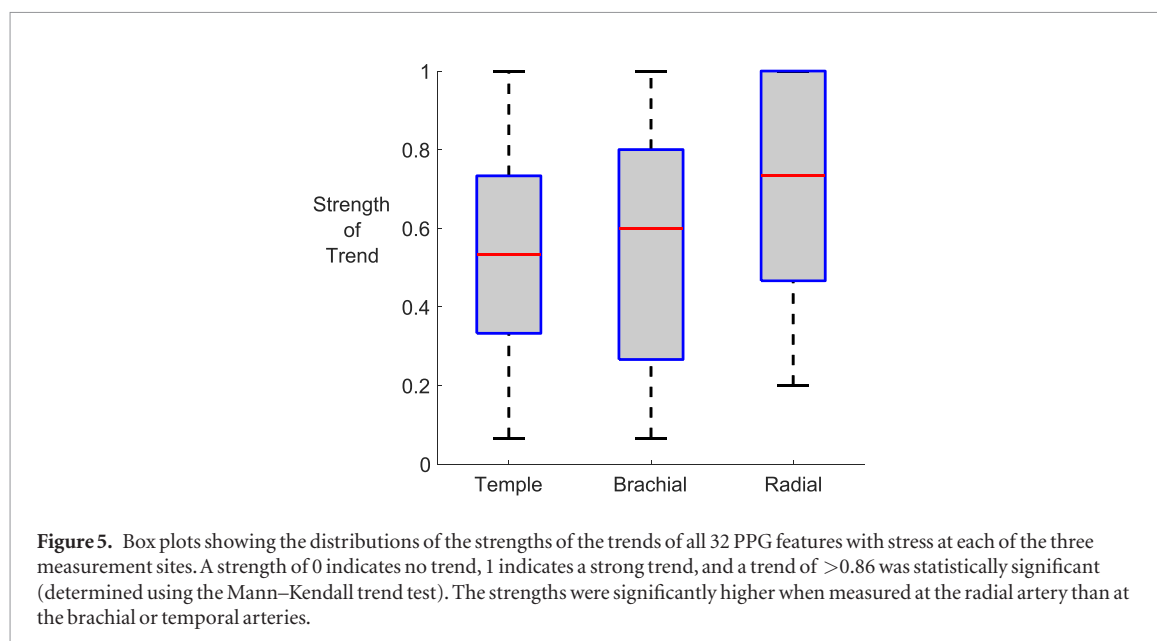 1
0.8
Strength
of
Trend
0.6
0.4
0.2
0
Temple Brachial Radial
Figure 5. Box plots showing the distributions of the strengths of the trends of all 32 PPG features with stress at each of the three
measurement sites. A strength of 0 indicates no trend, 1 indicates a strong trend, and a trend of >0.86 was statistically significant
(determined using the Mann–Kendall trend test). The strengths were significantly higher when measured at the radial artery than at
the brachial or temporal arteries.